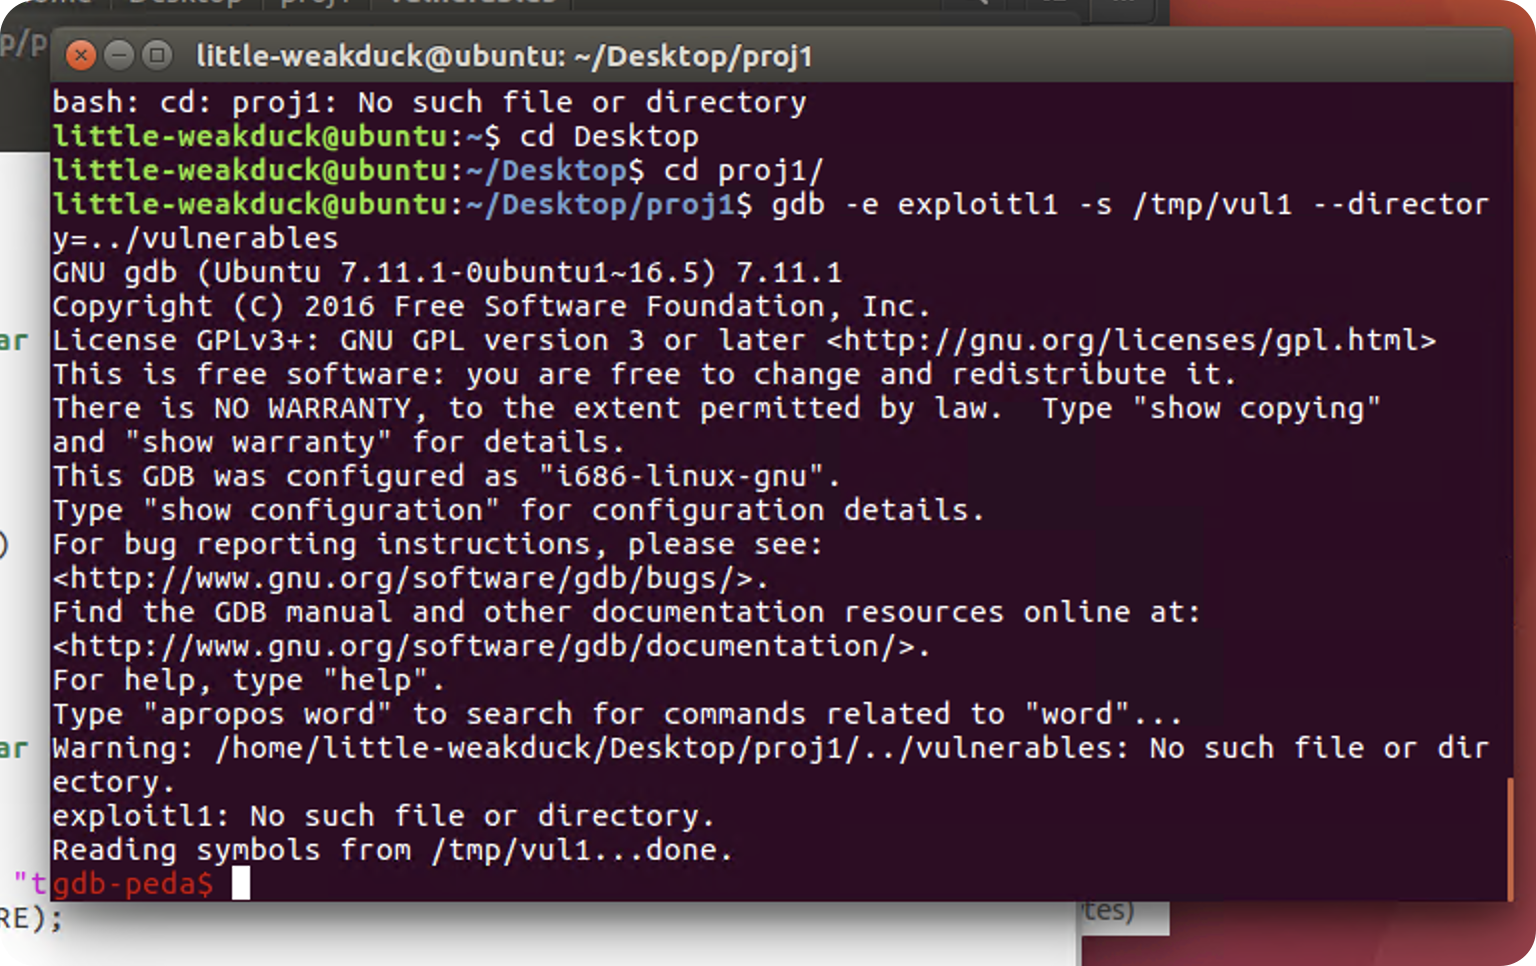 little-weakduck@ubuntu: ~/Desktop/proj1
bash: cd: proj1: No such file or directory
little-weakduck@ubuntu:~$ cd Desktop
little-weakduck@ubuntu:~/Desktop$ cd proj1/
little-weakduck@ubuntu:~/Desktop/proj1$ gdb -e exploitl1 -s /tmp/vul1 --director
y=../vulnerables
GNU gdb (Ubuntu 7.11.1-0ubuntu1~16.5) 7.11.1
Copyright (C) 2016 Free Software Foundation, Inc.
License GPLv3+: GNU GPL version 3 or later <http://gnu.org/licenses/gpl.html>
This is free software: you are free to change and redistribute it.
There is NO WARRANTY, to the extent permitted by law.  Type "show copying"
and "show warranty" for details.
This GDB was configured as "i686-linux-gnu".
Type "show configuration" for configuration details.
For bug reporting instructions, please see:
<http://www.gnu.org/software/gdb/bugs/>.
Find the GDB manual and other documentation resources online at:
<http://www.gnu.org/software/gdb/documentation/>.
For help, type "help".
Type "apropos word" to search for commands related to "word"...
Warning: /home/little-weakduck/Desktop/proj1/../vulnerables: No such file or dir
ectory.
exploitl1: No such file or directory.
Reading symbols from /tmp/vul1...done.
gdb-peda$